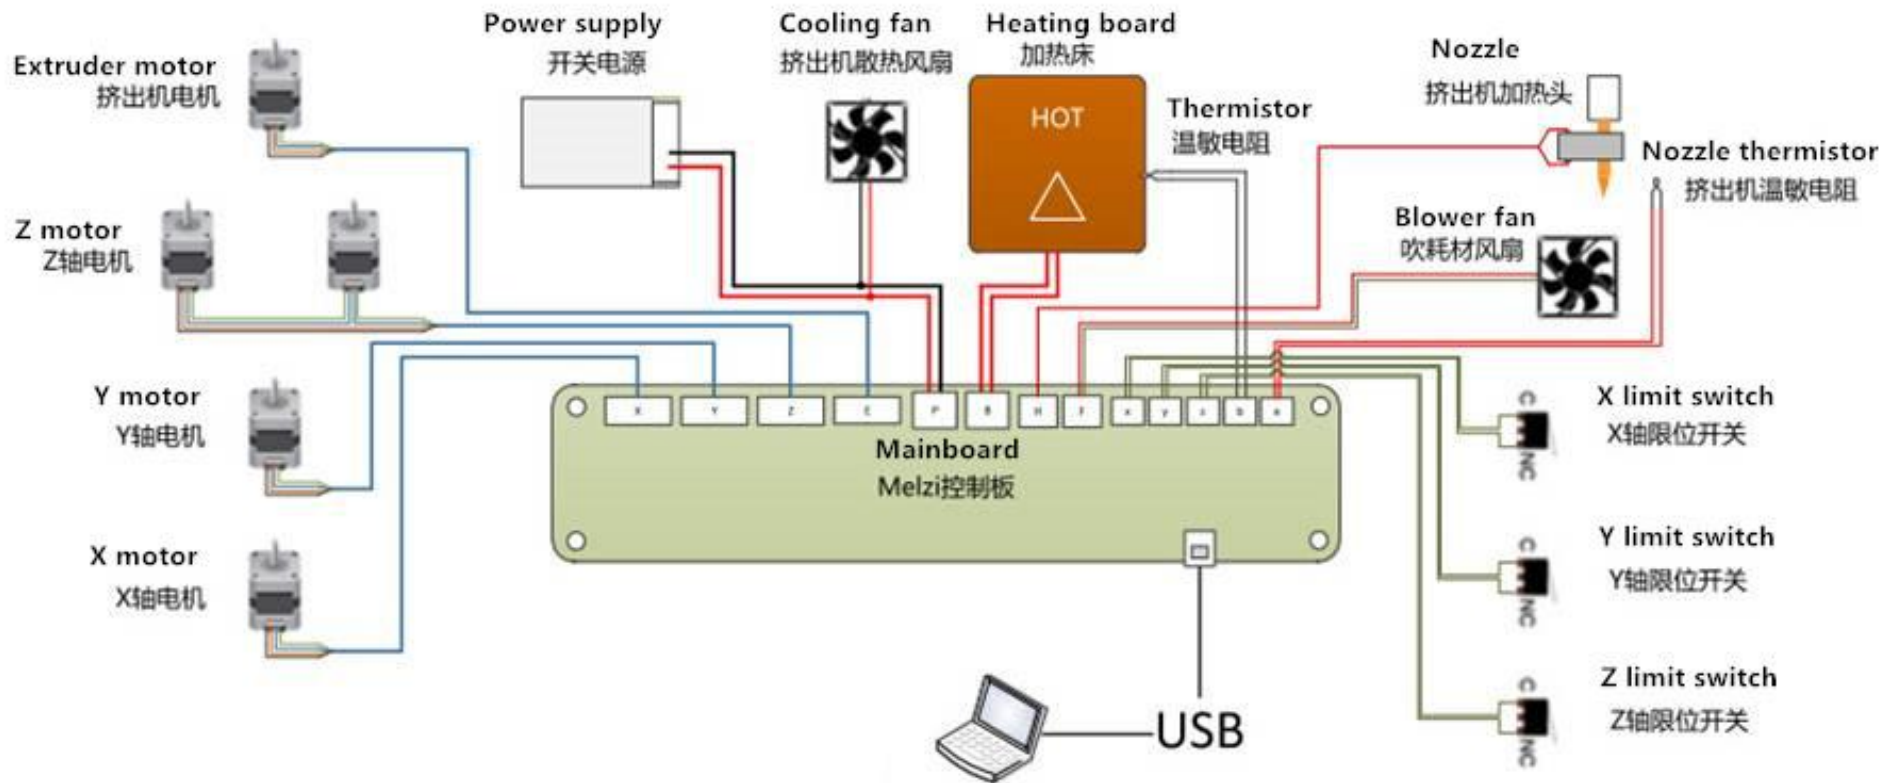 Power supply
开关电源
Cooling fan
挤出机散热风扇
Heating board
加热床
HOT
Thermistor
温敏电阻
Nozzle
挤出机加热头
Nozzle thermistor
挤出机温敏电阻
Blower fan
吹耗材风扇
Extruder motor
挤出机电机
Z motor
Z轴电机
Y motor
Y轴电机
X motor
X轴电机
X Y Z E P B H F x y z b e
Mainboard
Melzi控制板
X limit switch
X轴限位开关
C
NC
Y limit switch
Y轴限位开关
C
NC
Z limit switch
Z轴限位开关
C
NC
USB